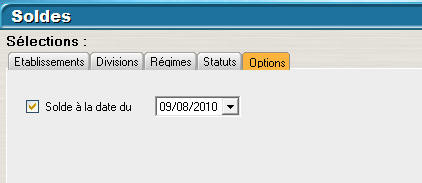 Soldes
Sélections :
Etablissements Divisions Régimes Statuts Options
Solde à la date du 09/08/2010